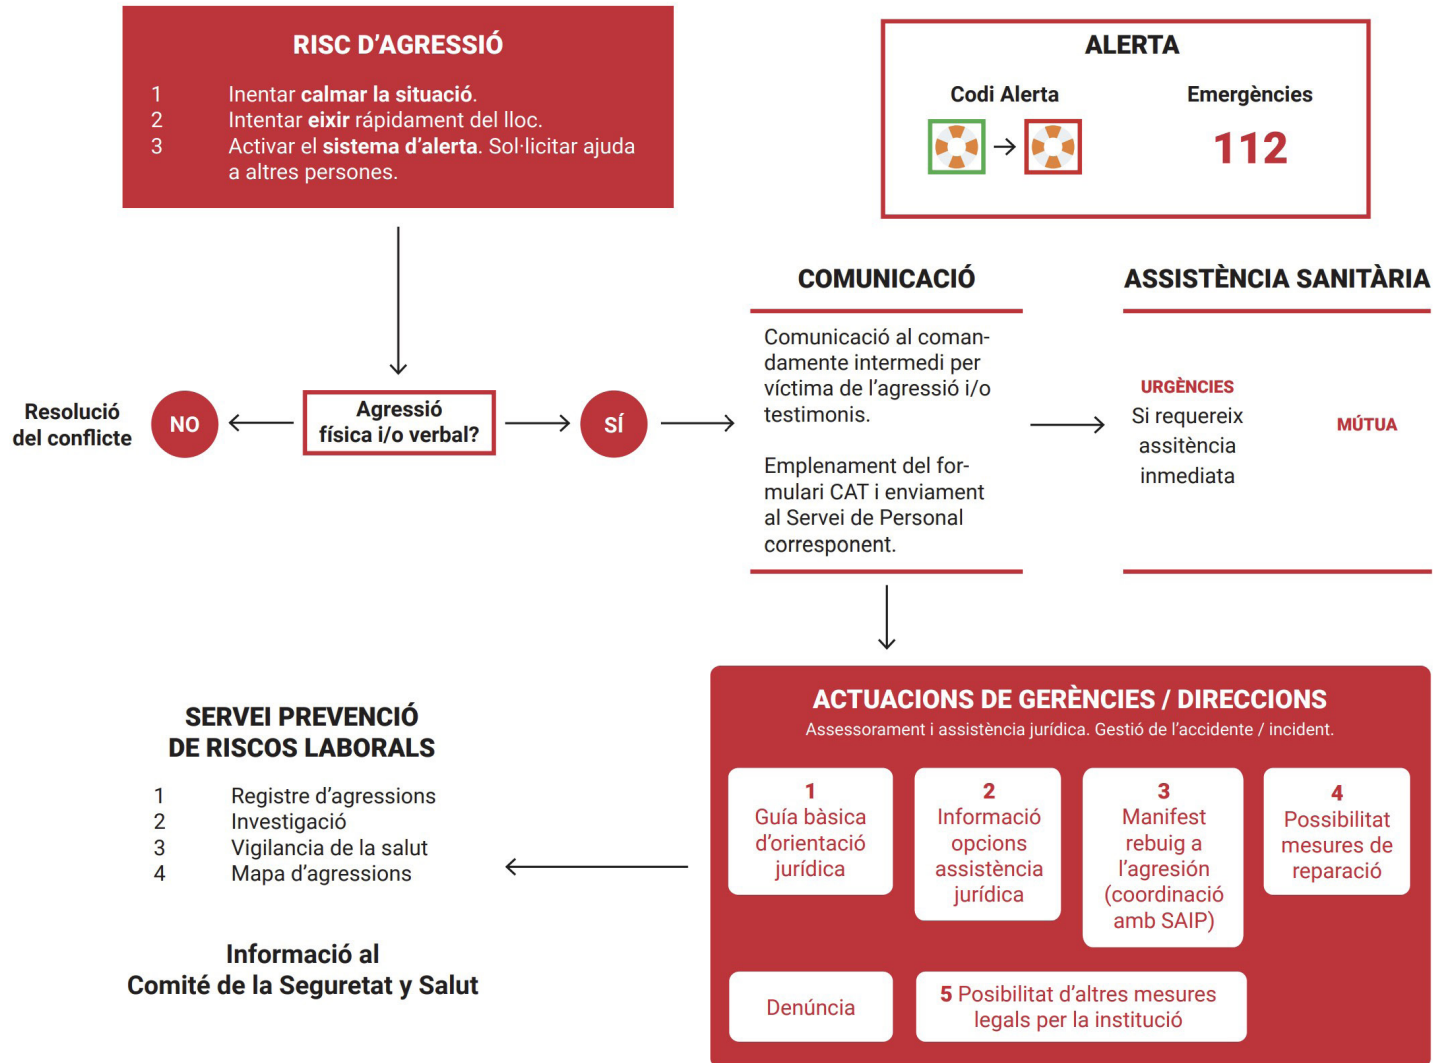 RISC D'AGRESSIÓ
1 Inentar calmar la situació.
2 Intentar eixir rápidament del lloc.
3 Activar el sistema d'alerta. Sol·licitar ajuda
a altres persones.
ALERTA
Codi Alerta
Emergències
112
Resolució
del conflicte
NO
Agressió
física i/o verbal?
SÍ
COMUNICACIÓ
Comunicació al coman-
damente intermedi per
víctima de l'agressió i/o
testimonis.
Emplenament del for-
mulari CAT i enviament
al Servei de Personal
corresponent.
ASSISTÈNCIA SANITÀRIA
URGÈNCIES
Si requereix
assitència
inmediata
MÚTUA
ACTUACIONS DE GERÈNCIES / DIRECCIONS
Assessorament i assistència jurídica. Gestió de l'accidente / incident.
1
Guía bàsica
d'orientació
jurídica
2
Informació
opcions
assistència
jurídica
3
Manifest
rebuig a
l'agresión
(coordinació
amb SAIP)
4
Possibilitat
mesures de
reparació
Denúncia
5 Posibilitat d'altres mesures
legals per la institució
SERVEI PREVENCIÓ
DE RISCOS LABORALS
1 Registre d'agressions
2 Investigació
3 Vigilancia de la salut
4 Mapa d'agressions
Informació al
Comité de la Seguretat y Salut